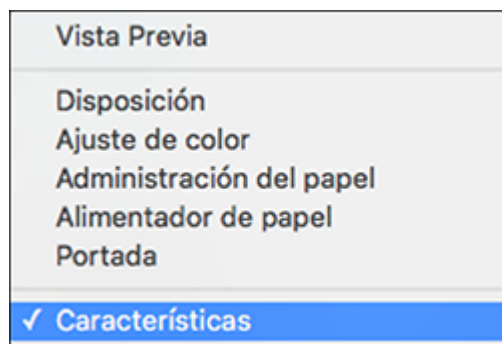 Vista Previa
Disposición
Ajuste de color
Administración del papel
Alimentador de papel
Portada
✓ Características